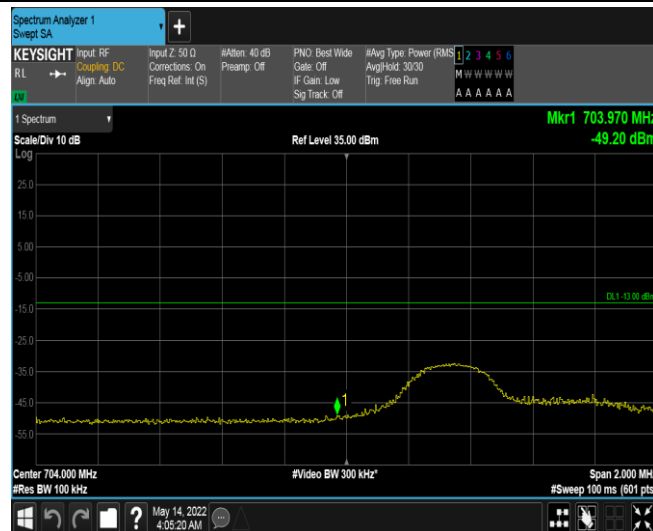 Spectrum Analyzer 1
Swept SA
+
KEYSIGHT Input: RF Input Z: 50 Ω #Atten: 40 dB PNO: Best Wide #Avg Type: Power (RMS 1 2 3 4 5 6
RL Coupling: DC Corrections: On Preamp: Off Gate: Off Avg|Hold: 30/30 M W W W W W
Align: Auto Freq Ref: Int (S) IF Gain: Low Trig: Free Run
Sig Track: Off A A A A A A
1 Spectrum Mkr1 703.970 MHz
Scale/Div 10 dB Ref Level 35.00 dBm -49.20 dBm
Log
25.0
15.0
5.00
-5.00
DL1 -13.00 dBm
-15.0
-25.0
-35.0
1
-45.0
-55.0
Center 704.000 MHz #Video BW 300 kHz* Span 2.000 MHz
#Res BW 100 kHz #Sweep 100 ms (601 pts
? May 14, 2022
4:05:20 AM